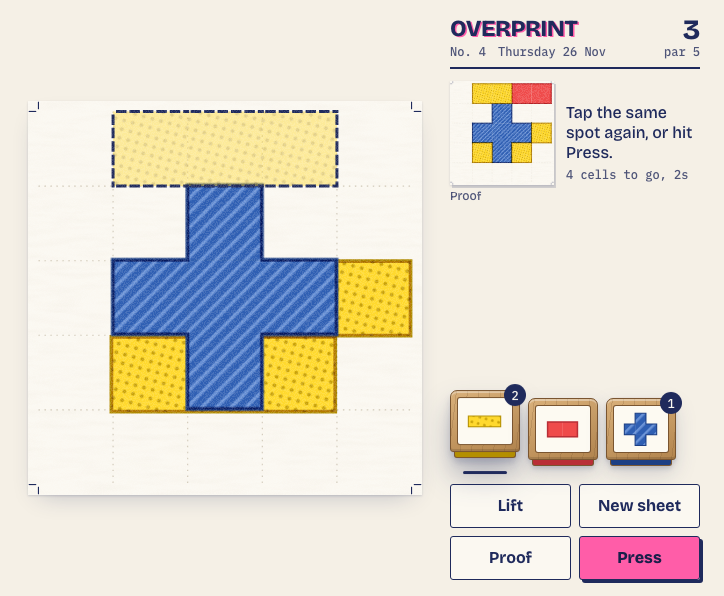 OVERPRINT
3
No. 4 Thursday 26 Nov
par 5
Tap the same
spot again, or hit
Press.
4 cells to go, 2s
Proof
2
1
Lift
New sheet
Proof
Press